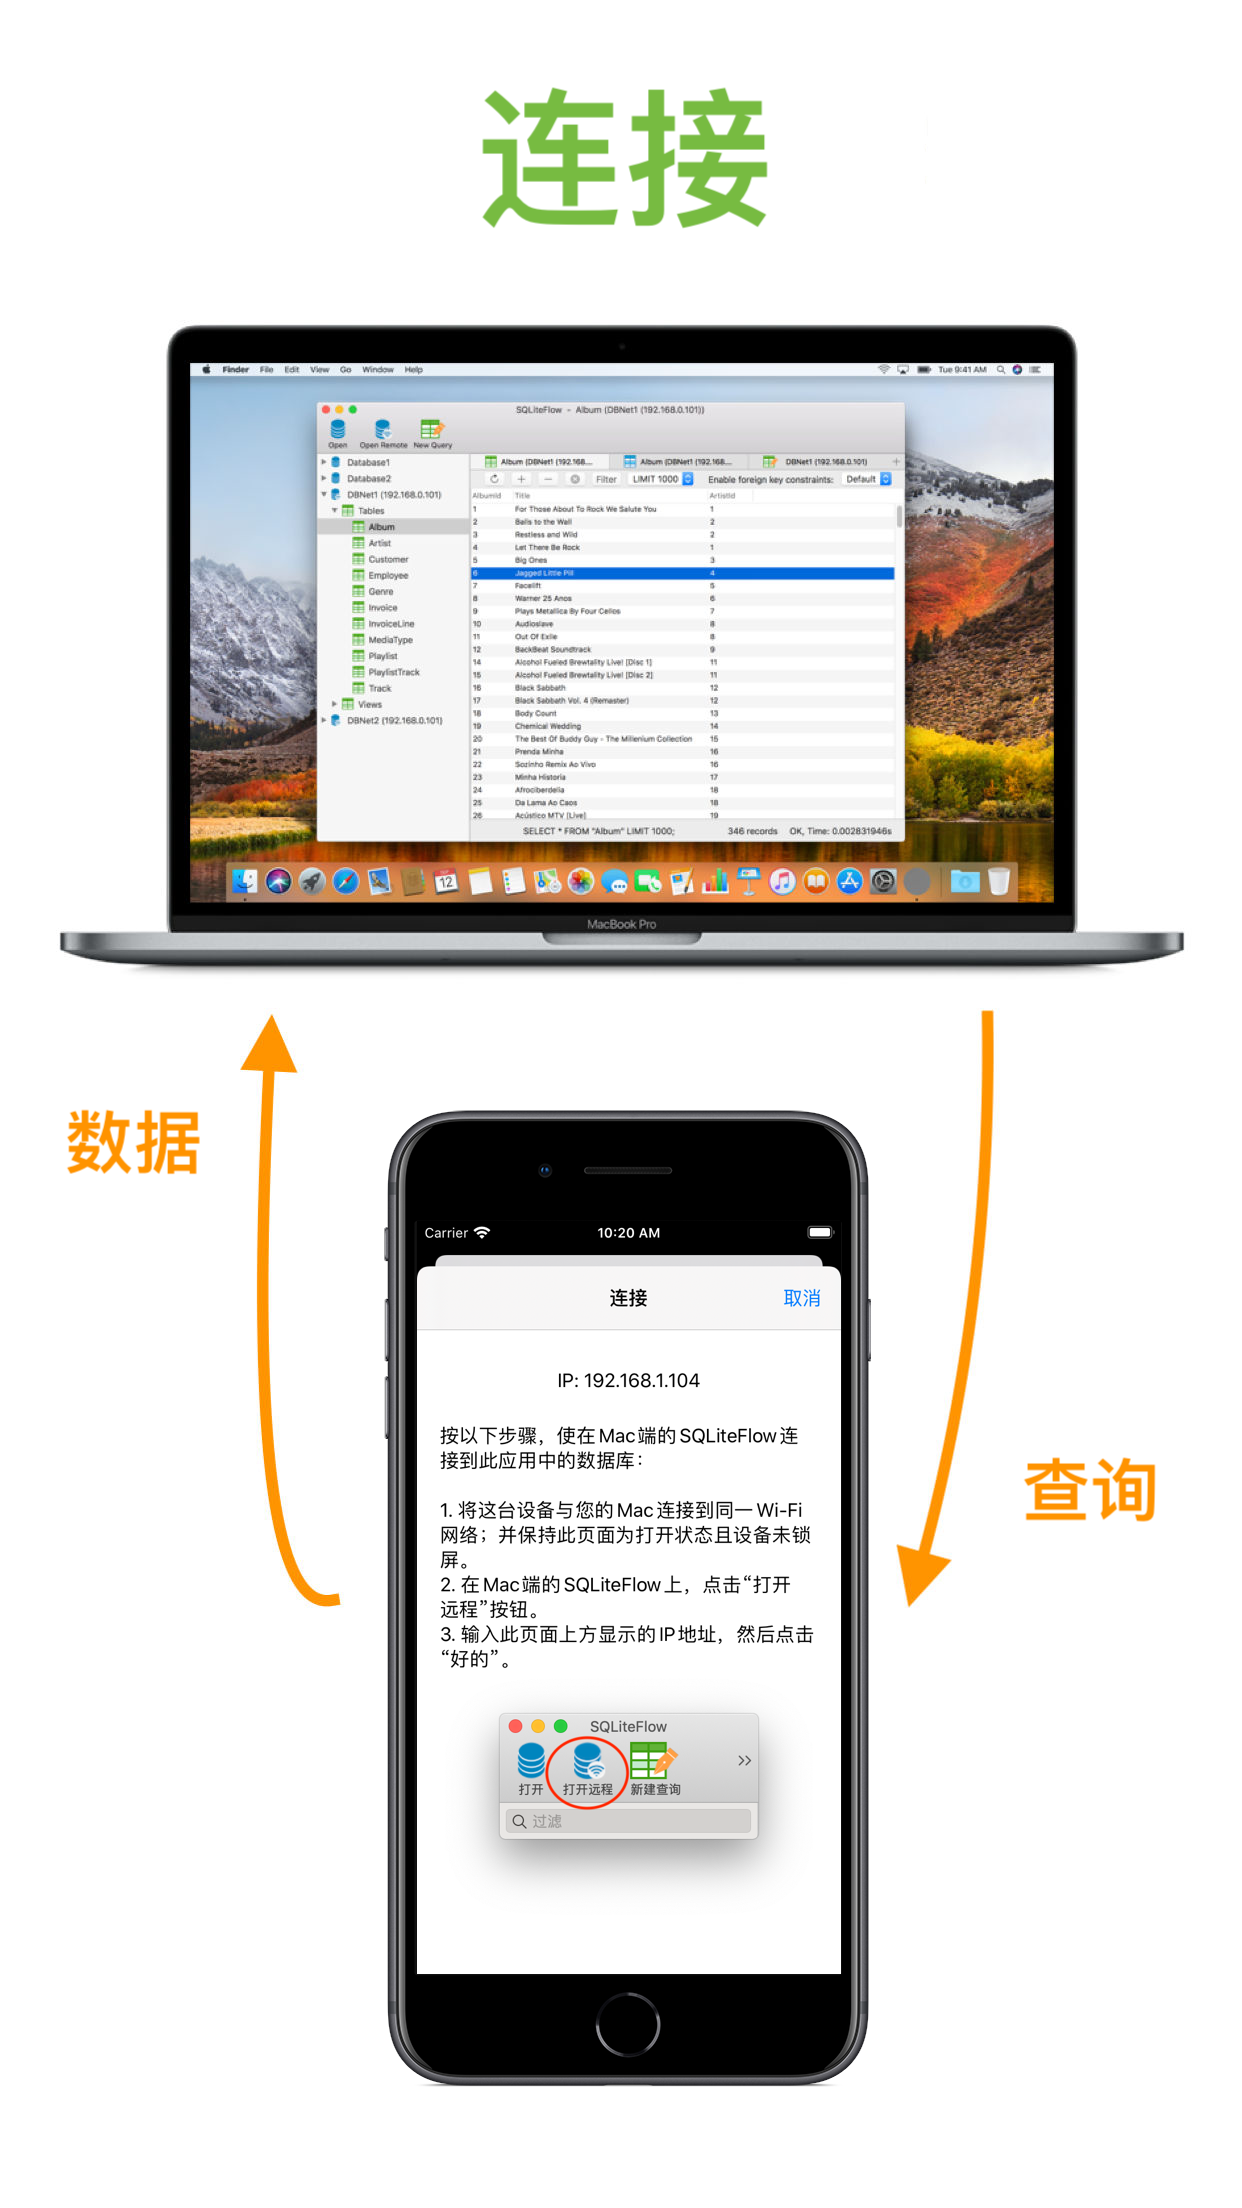 连接
Finder File Edit View Go Window Help Tue 9:41 AM
SQLiteFlow - Album (DBNet1 (192.168.0.101))
Open Open Remote New Query
Database1
Database2
DBNet1 (192.168.0.101)
Tables
Album
Artist
Customer
Employee
Genre
Invoice
InvoiceLine
MediaType
Playlist
PlaylistTrack
Track
Views
DBNet2 (192.168.0.101)
Album (DBNet1 (192.168.... Album (DBNet1 (192.168.... DBNet1 (192.168.0.101)
Filter LIMIT 1000 Enable foreign key constraints: Default
AlbumId Title ArtistId
1 For Those About To Rock We Salute You 1
2 Balls to the Wall 2
3 Restless and Wild 2
4 Let There Be Rock 1
5 Big Ones 3
6 Jagged Little Pill 4
7 Facelift 5
8 Warner 25 Anos 6
9 Plays Metallica By Four Cellos 7
10 Audioslave 8
11 Out Of Exile 8
12 BackBeat Soundtrack 9
14 Alcohol Fueled Brewtality Live! [Disc 1] 11
15 Alcohol Fueled Brewtality Live! [Disc 2] 11
16 Black Sabbath 12
17 Black Sabbath Vol. 4 (Remaster) 12
18 Body Count 13
19 Chemical Wedding 14
20 The Best Of Buddy Guy - The Millenium Collection 15
21 Prenda Minha 16
22 Sozinho Remix Ao Vivo 16
23 Minha Historia 17
24 Afrociberdelia 18
25 Da Lama Ao Caos 18
26 Acústico MTV [Live] 19
SELECT * FROM "Album" LIMIT 1000; 346 records OK, Time: 0.002831946s
12
MacBook Pro
数据
查询
Carrier 10:20 AM
连接 取消
IP: 192.168.1.104
按以下步骤，使在Mac端的SQLiteFlow连
接到此应用中的数据库：
1. 将这台设备与您的Mac连接到同一Wi-Fi
网络；并保持此页面为打开状态且设备未锁
屏。
2. 在Mac端的SQLiteFlow上，点击“打开
远程”按钮。
3. 输入此页面上方显示的IP地址，然后点击
“好的”。
SQLiteFlow
打开 打开远程 新建查询
过滤